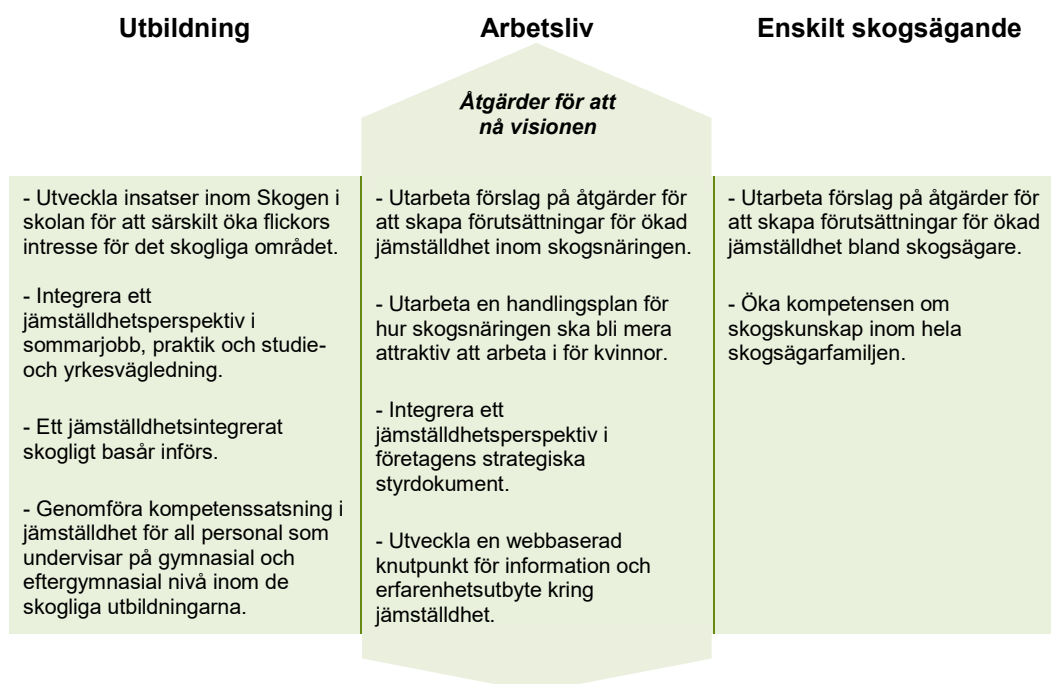 Utbildning
Arbetsliv
Enskilt skogsägande
Åtgärder för att
nå visionen
- Utveckla insatser inom Skogen i
skolan för att särskilt öka flickors
intresse för det skogliga området.
- Integrera ett
jämställdhetsperspektiv i
sommarjobb, praktik och studie-
och yrkesvägledning.
- Ett jämställdhetsintegrerat
skogligt basår införs.
- Genomföra kompetenssatsning i
jämställdhet för all personal som
undervisar på gymnasial och
eftergymnasial nivå inom de
skogliga utbildningarna.
- Utarbeta förslag på åtgärder för
att skapa förutsättningar för ökad
jämställdhet inom skogsnäringen.
- Utarbeta en handlingsplan för
hur skogsnäringen ska bli mera
attraktiv att arbeta i för kvinnor.
- Integrera ett
jämställdhetsperspektiv i
företagens strategiska
styrdokument.
- Utveckla en webbaserad
knutpunkt för information och
erfarenhetsutbyte kring
jämställdhet.
- Utarbeta förslag på åtgärder för
att skapa förutsättningar för ökad
jämställdhet bland skogsägare.
- Öka kompetensen om
skogskunskap inom hela
skogsägarfamiljen.